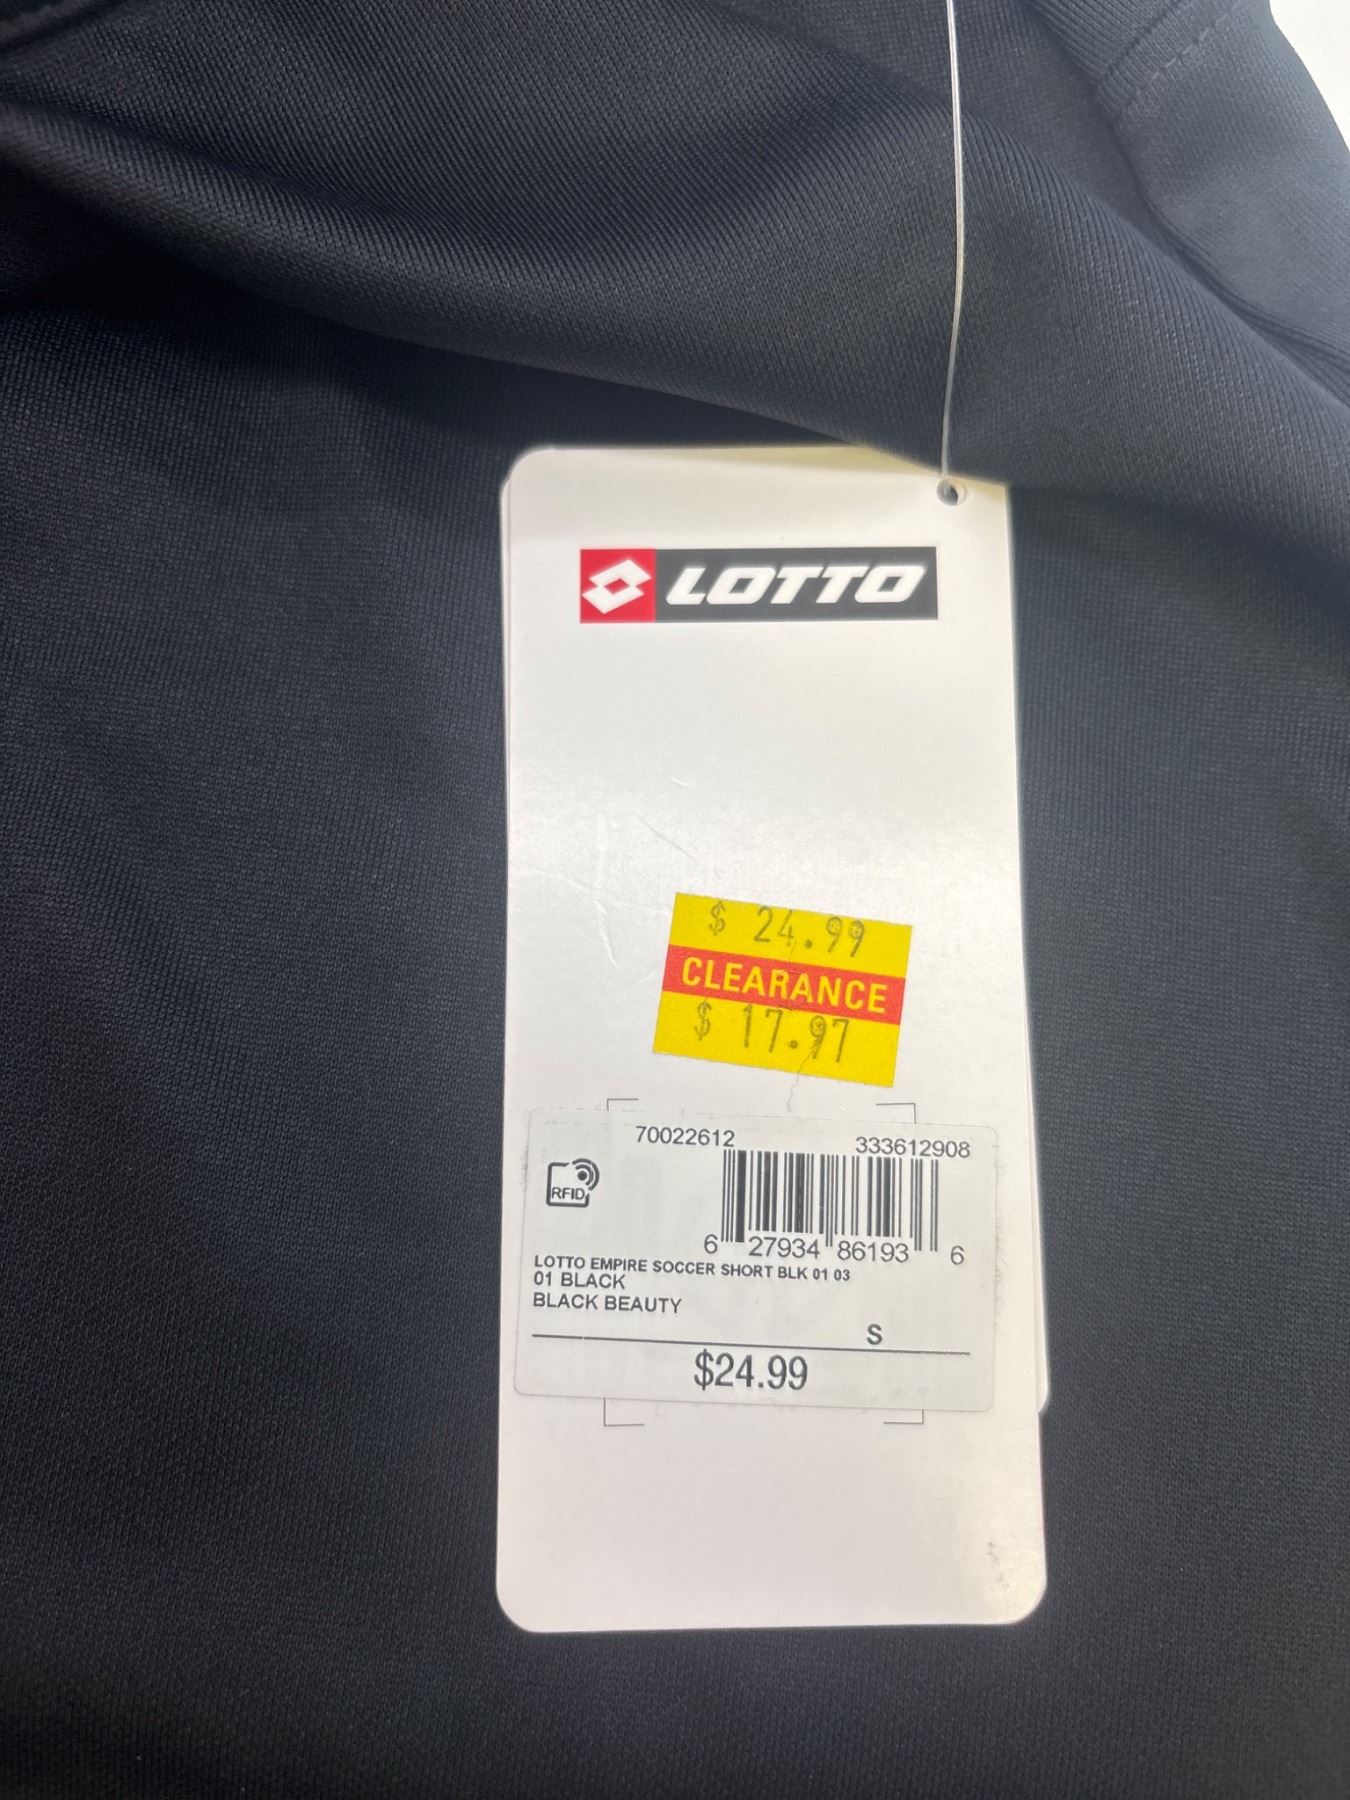 LOTTO
$ 24.99
CLEARANCE
$ 17.97
70022612 333612908
RFID
6 27934 86193 6
LOTTO EMPIRE SOCCER SHORT BLK 01 03
01 BLACK
BLACK BEAUTY
S
$24.99